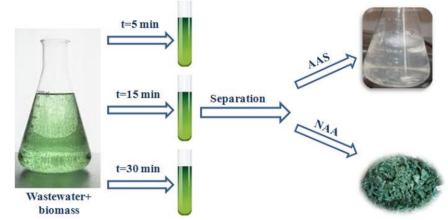 t=5 min
t=15 min
t=30 min
Wastewater+
biomass
Separation
AAS
NAA